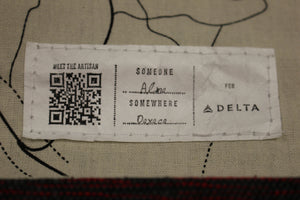 MEET THE ARTISAN
SOMEONE
Alma
SOMEWHERE
Oaxaca
FOR
DELTA